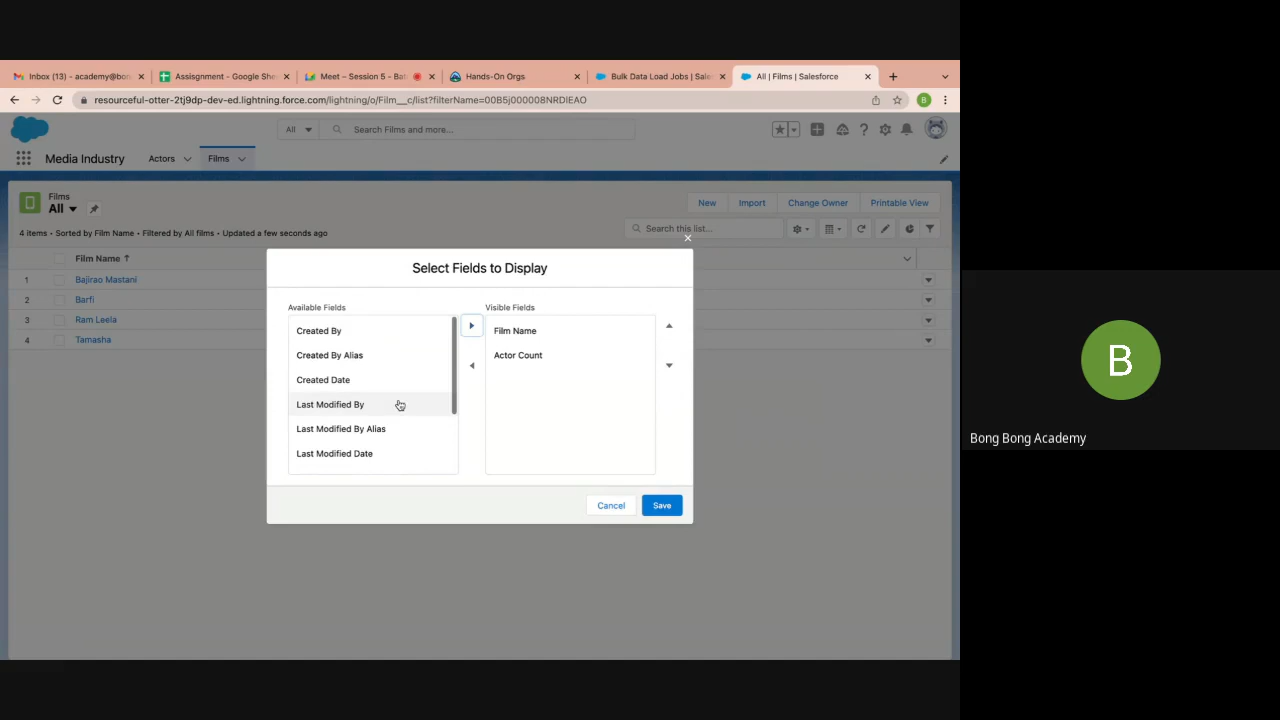 Inbox (13) - academy@bon
Assisgnment - Google She
Meet – Session 5 - Bat
Hands-On Orgs
Bulk Data Load Jobs | Sales
All | Films | Salesforce
resourceful-otter-2tj9dp-dev-ed.lightning.force.com/lightning/o/Film__c/list?filterName=00B5j000008NRDIEAO
B
All
Search Films and more...
Media Industry
Actors
Films
Films
All
New
Import
Change Owner
Printable View
4 items • Sorted by Film Name • Filtered by All films • Updated a few seconds ago
Search this list...
Film Name
1 Bajirao Mastani
2 Barfi
3 Ram Leela
4 Tamasha
Select Fields to Display
Available Fields
Created By
Created By Alias
Created Date
Last Modified By
Last Modified By Alias
Last Modified Date
Visible Fields
Film Name
Actor Count
Cancel
Save
B
Bong Bong Academy